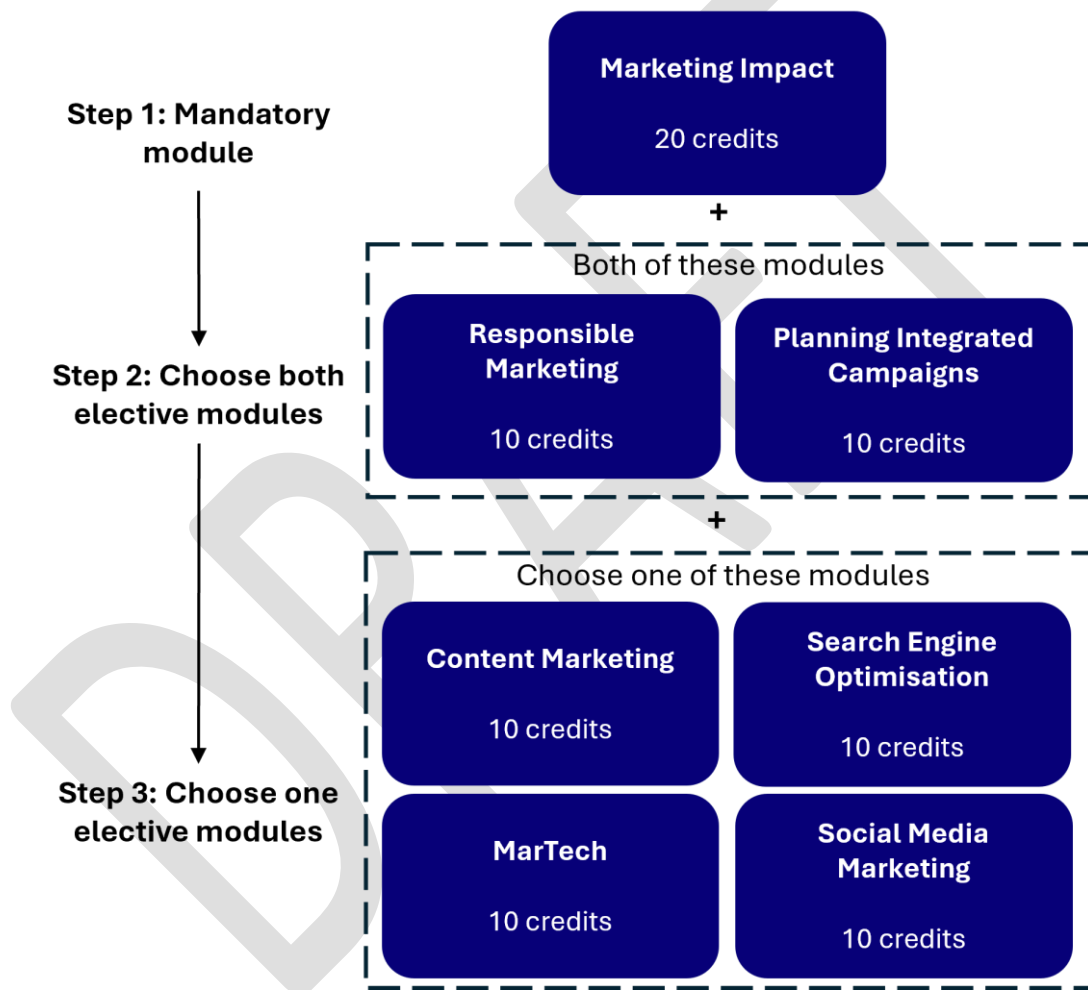 Marketing Impact
20 credits
Step 1: Mandatory
module
+
Both of these modules
Responsible
Marketing
10 credits
Planning Integrated
Campaigns
10 credits
Step 2: Choose both
elective modules
+
Choose one of these modules
Content Marketing
10 credits
Search Engine
Optimisation
10 credits
Step 3: Choose one
elective modules
MarTech
10 credits
Social Media
Marketing
10 credits
DRAFT